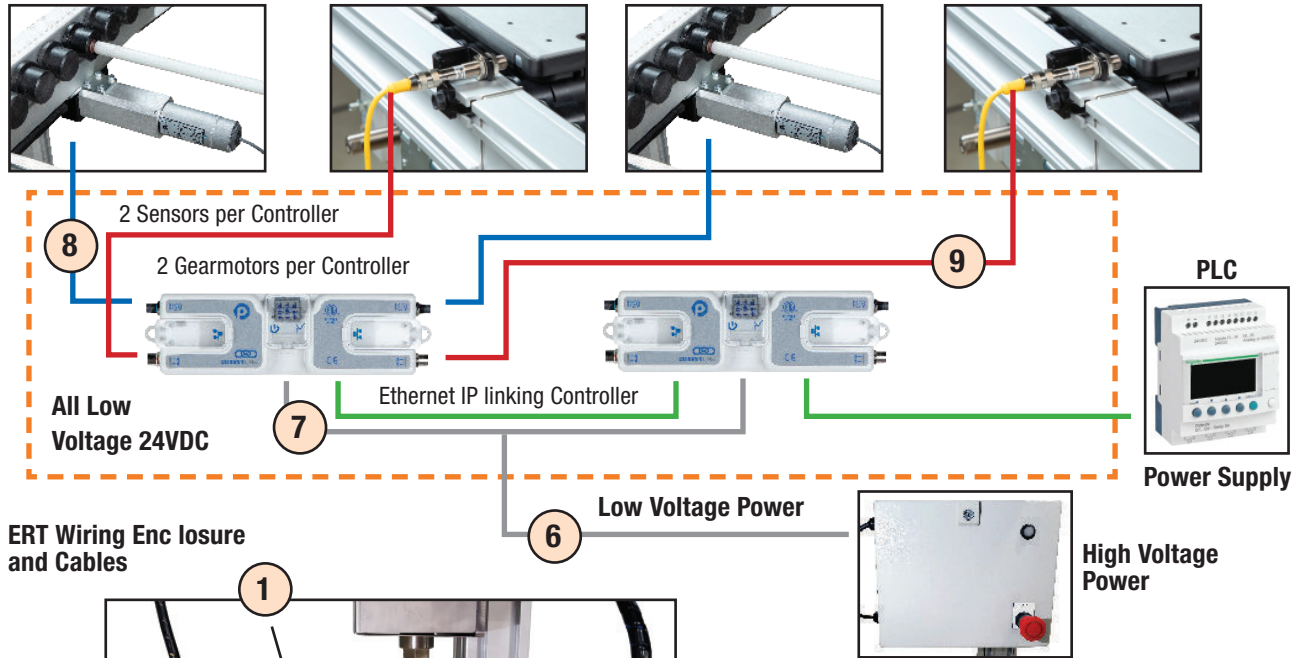 2 Sensors per Controller
8
2 Gearmotors per Controller
9
PLC
Ethernet IP linking Controller
All Low
Voltage 24VDC
7
Power Supply
Low Voltage Power
6
ERT Wiring Enc losure
and Cables
High Voltage
Power
1